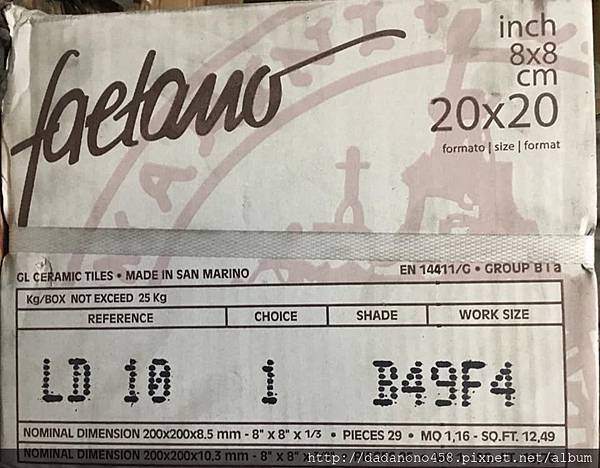 faetano
inch
8x8
cm
20x20
formato | size | format
GL CERAMIC TILES • MADE IN SAN MARINO
EN 14411/G • GROUP BIa
Kg/BOX NOT EXCEED 25 Kg
REFERENCE CHOICE SHADE WORK SIZE
LD 10 1 B49F4
NOMINAL DIMENSION 200x200x8.5 mm - 8" x 8" x 1/3 • PIECES 29 • MQ 1,16 - SQ.FT. 12,49
NOMINAL DIMENSION 200x200x10,3 mm - 8" x 8"
http://dadanono458.pixnet.net/album